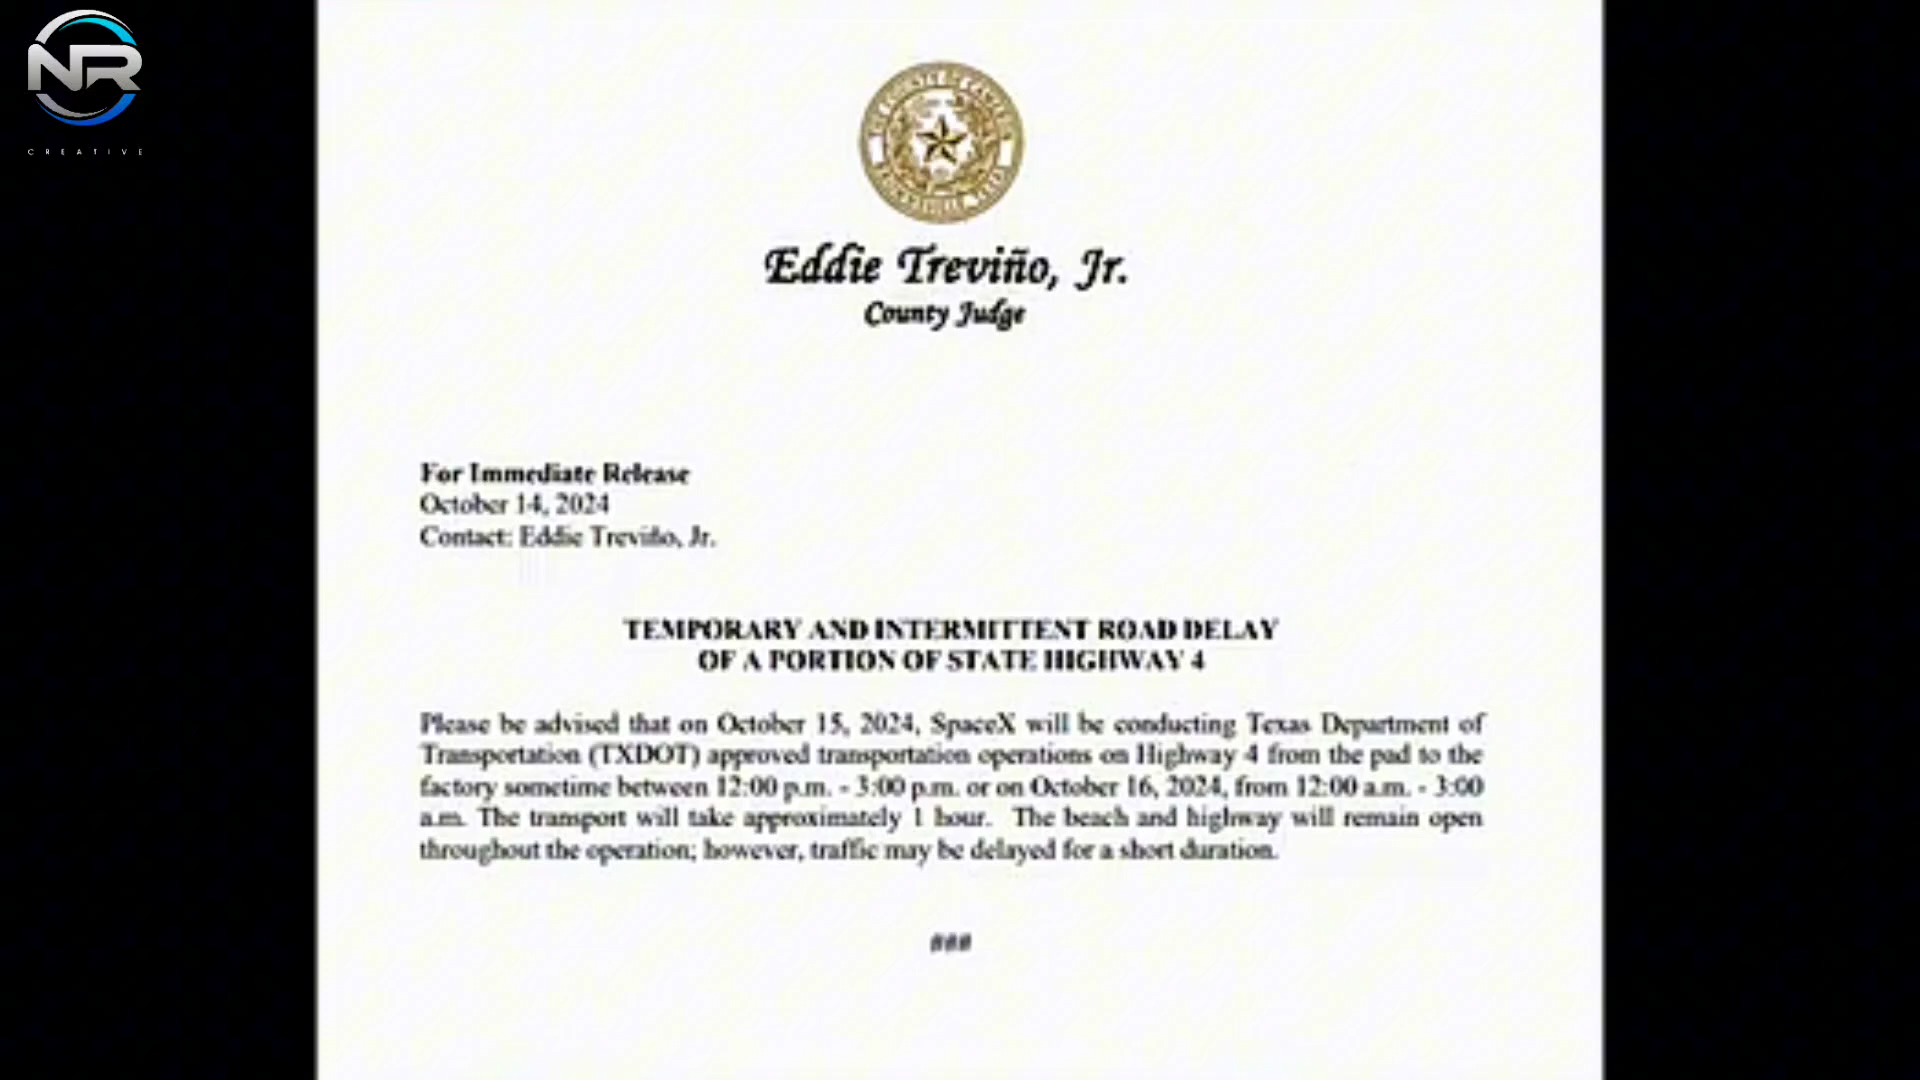 NR
CREATIVE
Eddie Treviño, Jr.
County Judge
For Immediate Release
October 14, 2024
Contact: Eddie Treviño, Jr.
TEMPORARY AND INTERMITTENT ROAD DELAY
OF A PORTION OF STATE HIGHWAY 4
Please be advised that on October 15, 2024, SpaceX will be conducting Texas Department of
Transportation (TXDOT) approved transportation operations on Highway 4 from the pad to the
factory sometime between 12:00 p.m. - 3:00 p.m. or on October 16, 2024, from 12:00 a.m. - 3:00
a.m. The transport will take approximately 1 hour. The beach and highway will remain open
throughout the operation; however, traffic may be delayed for a short duration.
###